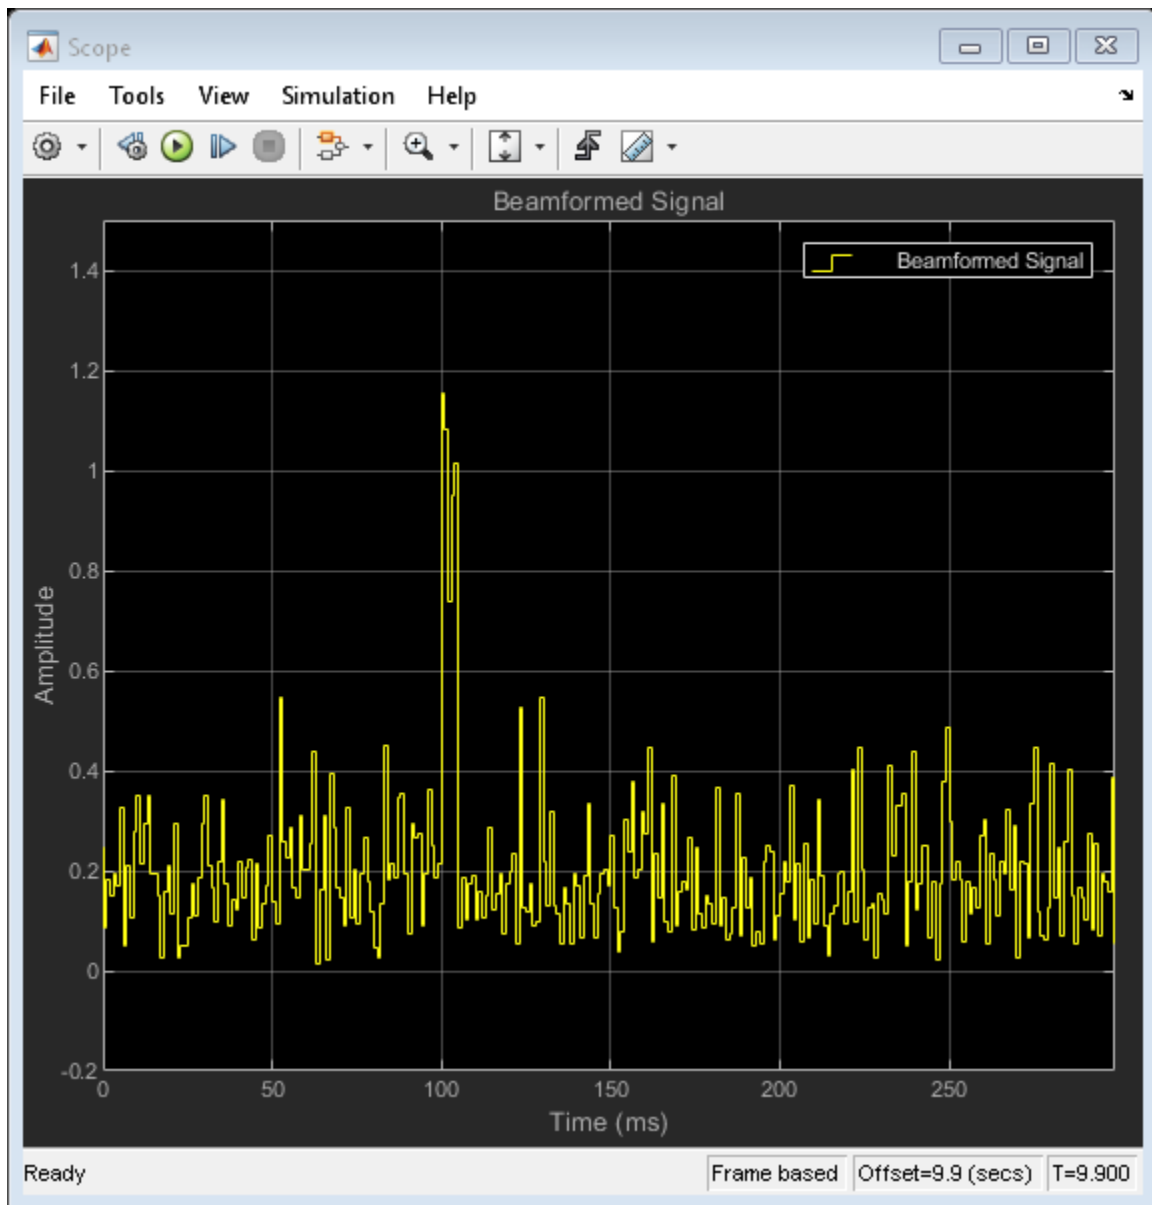 Scope
File Tools View Simulation Help
Beamformed Signal
Beamformed Signal
1.4
1.2
1
0.8
0.6
0.4
0.2
0
-0.2
Amplitude
0 50 100 150 200 250
Time (ms)
Ready Frame based Offset=9.9 (secs) T=9.900